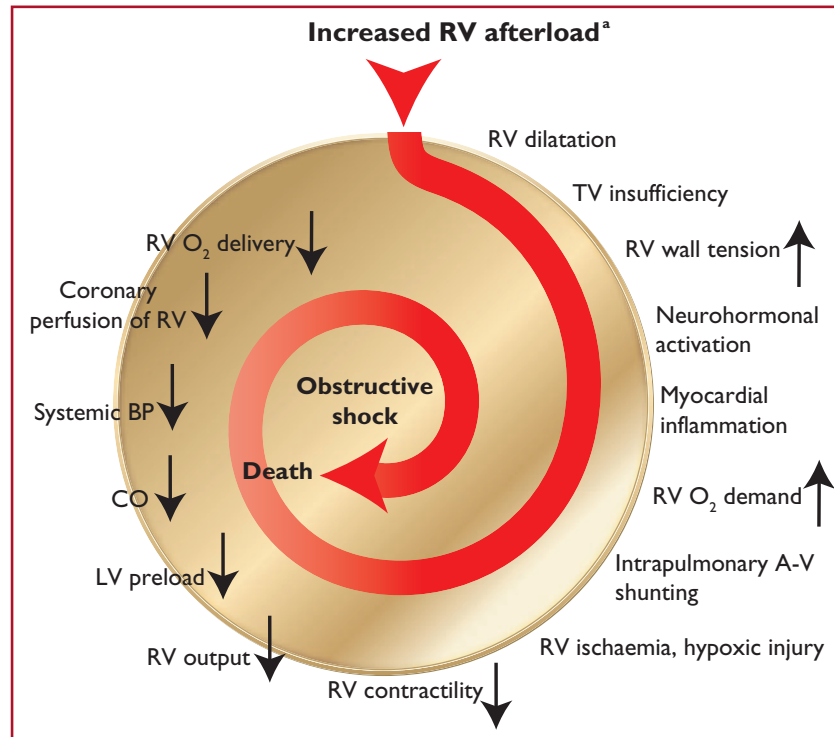 Increased RV afterloadᵃ
RV dilatation
TV insufficiency
RV wall tension
Neurohormonal
activation
Myocardial
inflammation
RV O₂ demand
Intrapulmonary A-V
shunting
RV ischaemia, hypoxic injury
RV contractility
RV output
LV preload
CO
Systemic BP
Coronary
perfusion of RV
RV O₂ delivery
Obstructive
shock
Death